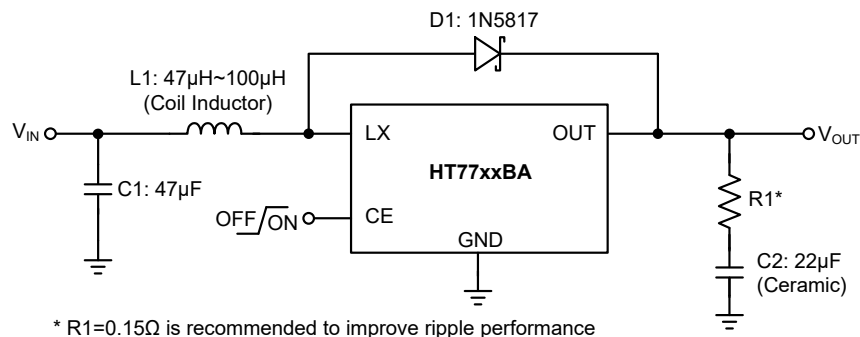 D1: 1N5817
L1: 47µH~100µH
(Coil Inductor)
VIN
LX
OUT
VOUT
HT77xxBA
C1: 47µF
R1*
OFF/ON
CE
GND
C2: 22µF
(Ceramic)
* R1=0.15Ω is recommended to improve ripple performance